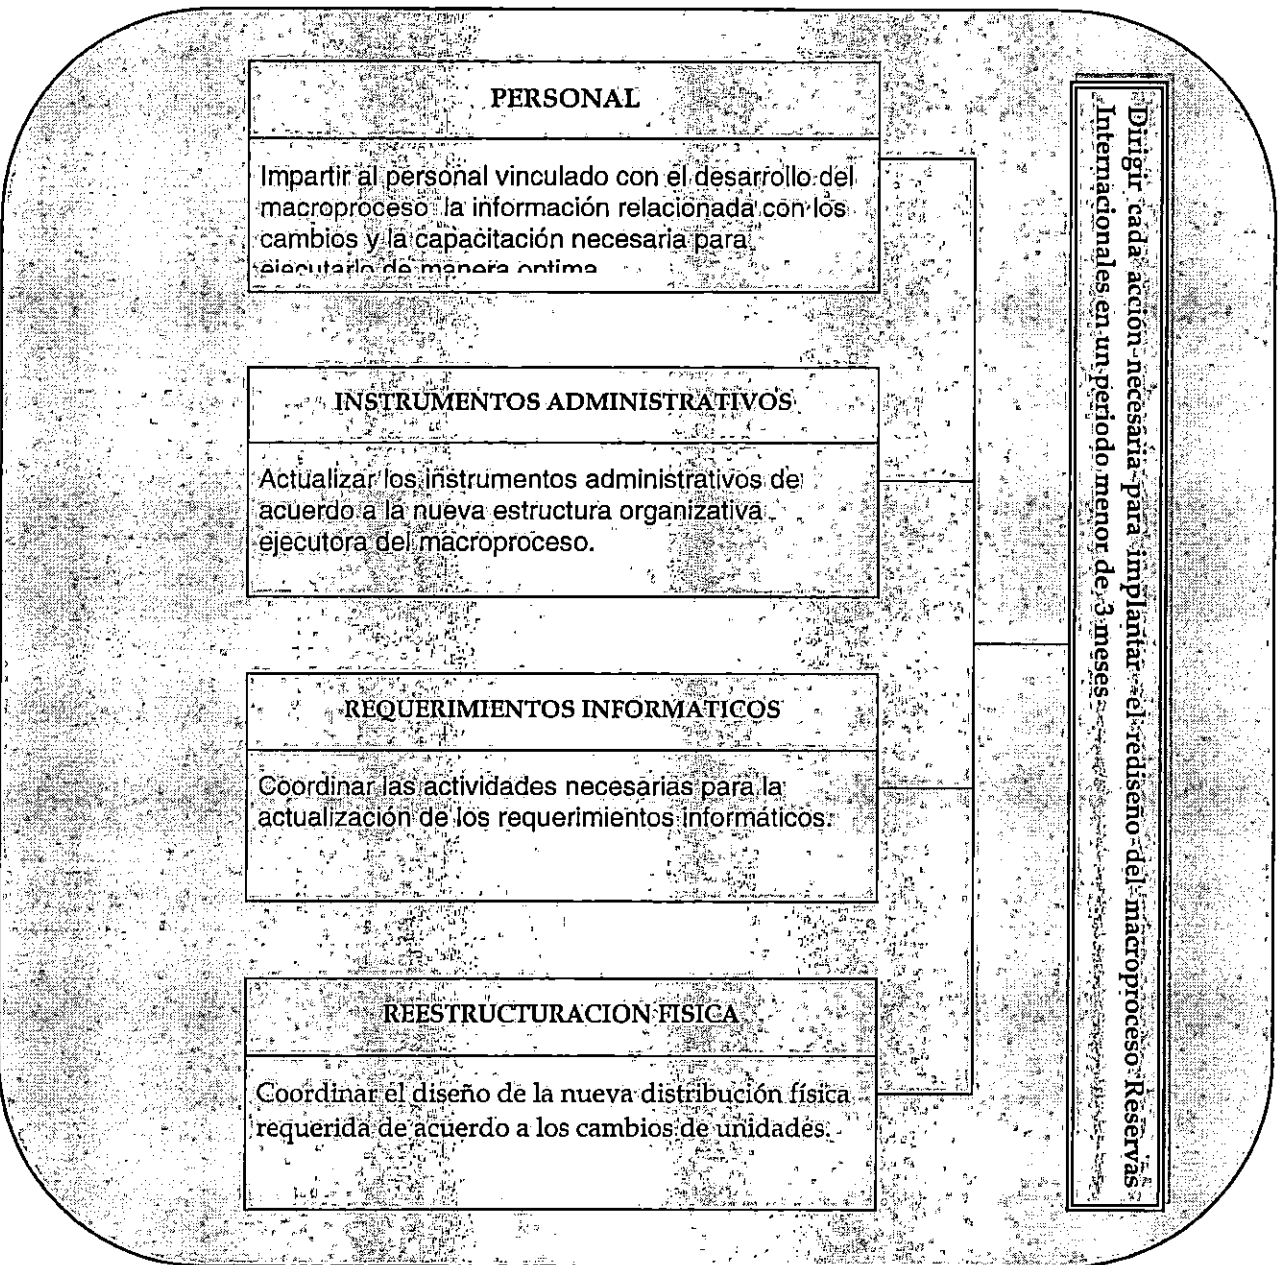 PERSONAL
Impartir al personal vinculado con el desarrollo del
macroproceso la información relacionada con los
cambios y la capacitación necesaria para
ejecutarlo de manera optima
INSTRUMENTOS ADMINISTRATIVOS
Actualizar los instrumentos administrativos de
acuerdo a la nueva estructura organizativa
ejecutora del macroproceso.
REQUERIMIENTOS INFORMATICOS
Coordinar las actividades necesarias para la
actualización de los requerimientos informáticos.
REESTRUCTURACION FISICA
Coordinar el diseño de la nueva distribución física
requerida de acuerdo a los cambios de unidades.
Dirigir cada acción necesaria para implantar el rediseño del macroproceso Reservas
Internacionales en un periodo menor de 3 meses